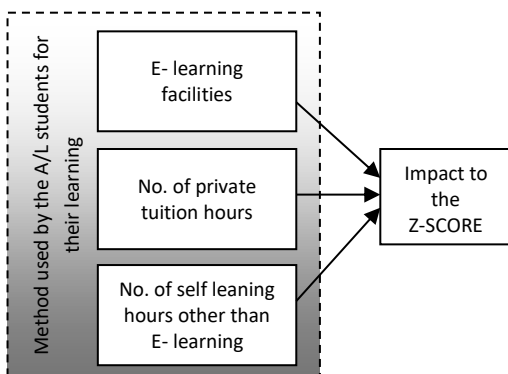 Method used by the A/L students for
their learning
E- learning
facilities
No. of private
tuition hours
No. of self leaning
hours other than
E- learning
Impact to
the
Z-SCORE